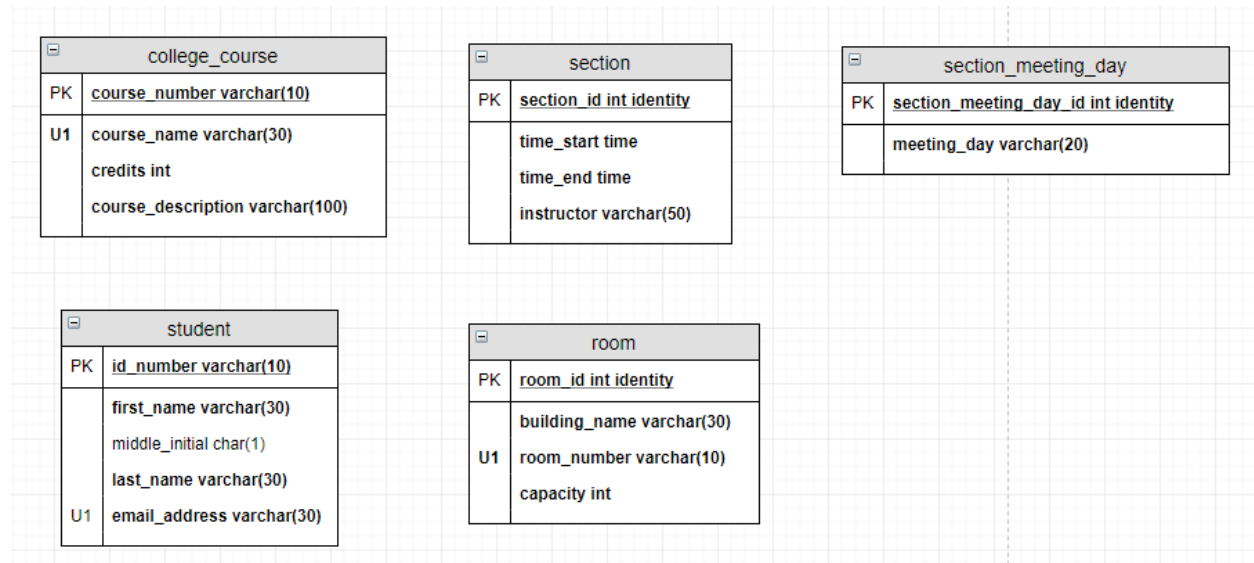 college_course
PK course_number varchar(10)
U1 course_name varchar(30)
credits int
course_description varchar(100)
section
PK section_id int identity
time_start time
time_end time
instructor varchar(50)
section_meeting_day
PK section_meeting_day_id int identity
meeting_day varchar(20)
student
PK id_number varchar(10)
first_name varchar(30)
middle_initial char(1)
last_name varchar(30)
U1 email_address varchar(30)
room
PK room_id int identity
building_name varchar(30)
U1 room_number varchar(10)
capacity int